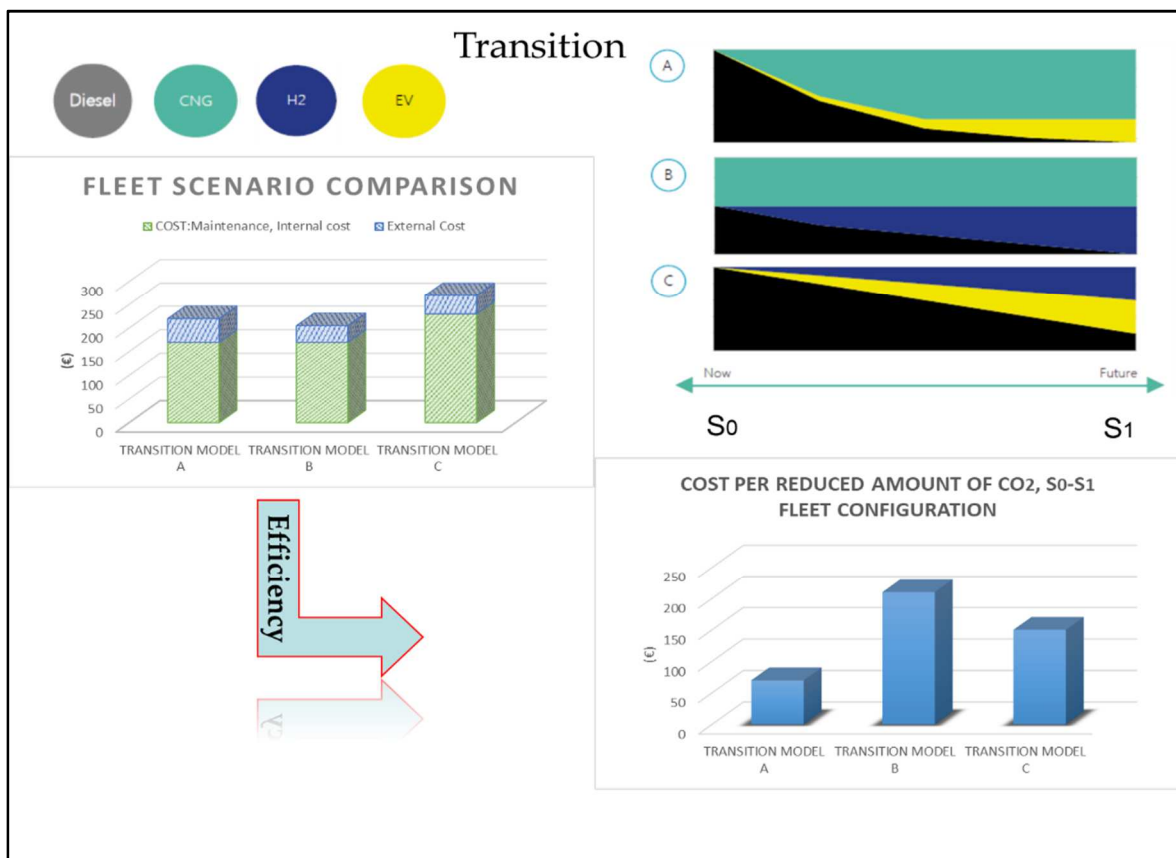 Transition
Diesel
CNG
H2
EV
FLEET SCENARIO COMPARISON
COST:Maintenance, Internal cost
External Cost
300
250
200
150
100
50
0
(€)
TRANSITION MODEL
A
TRANSITION MODEL
B
TRANSITION MODEL
C
A
B
C
Now
Future
S0
S1
Efficiency
COST PER REDUCED AMOUNT OF CO2, S0-S1
FLEET CONFIGURATION
250
200
150
100
50
0
(€)
TRANSITION MODEL
A
TRANSITION MODEL
B
TRANSITION MODEL
C